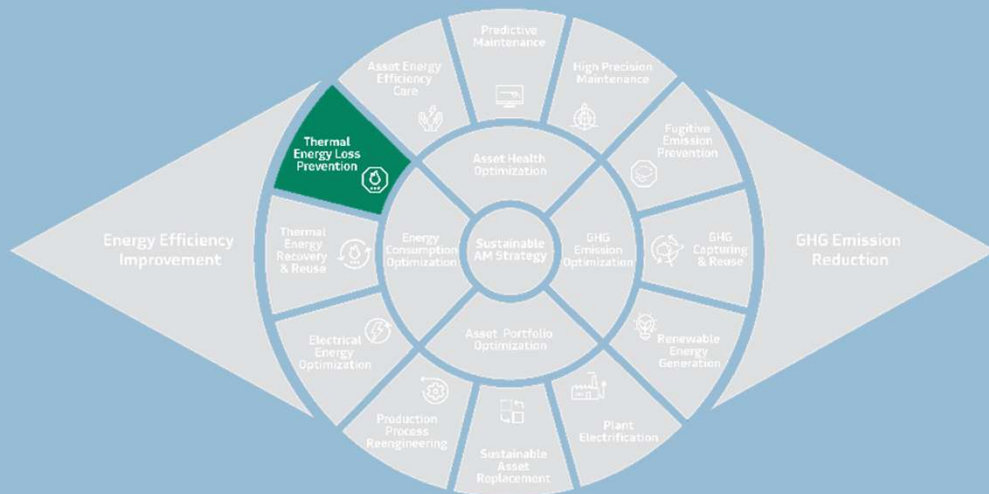 Predictive
Maintenance
Asset Energy
Efficiency
Care
High Precision
Maintenance
Thermal
Energy Loss
Prevention
Fugitive
Emission
Prevention
Asset Health
Optimization
Energy Efficiency
Improvement
Thermal
Energy
Recovery
& Reuse
Energy
Consumption
Optimization
Sustainable
AM Strategy
GHG
Emission
Optimization
GHG
Capturing
& Reuse
GHG Emission
Reduction
Electrical
Energy
Optimization
Asset Portfolio
Optimization
Renewable
Energy
Generation
Production
Process
Reengineering
Sustainable
Asset
Replacement
Plant
Electrification